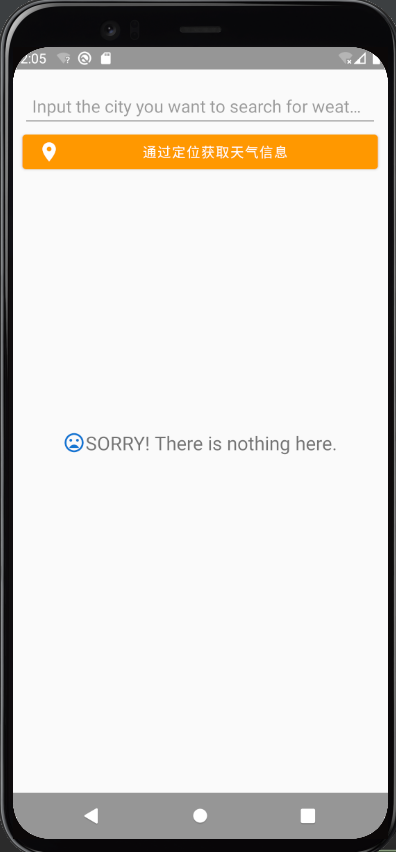 2:05
Input the city you want to search for weat...
通过定位获取天气信息
SORRY! There is nothing here.